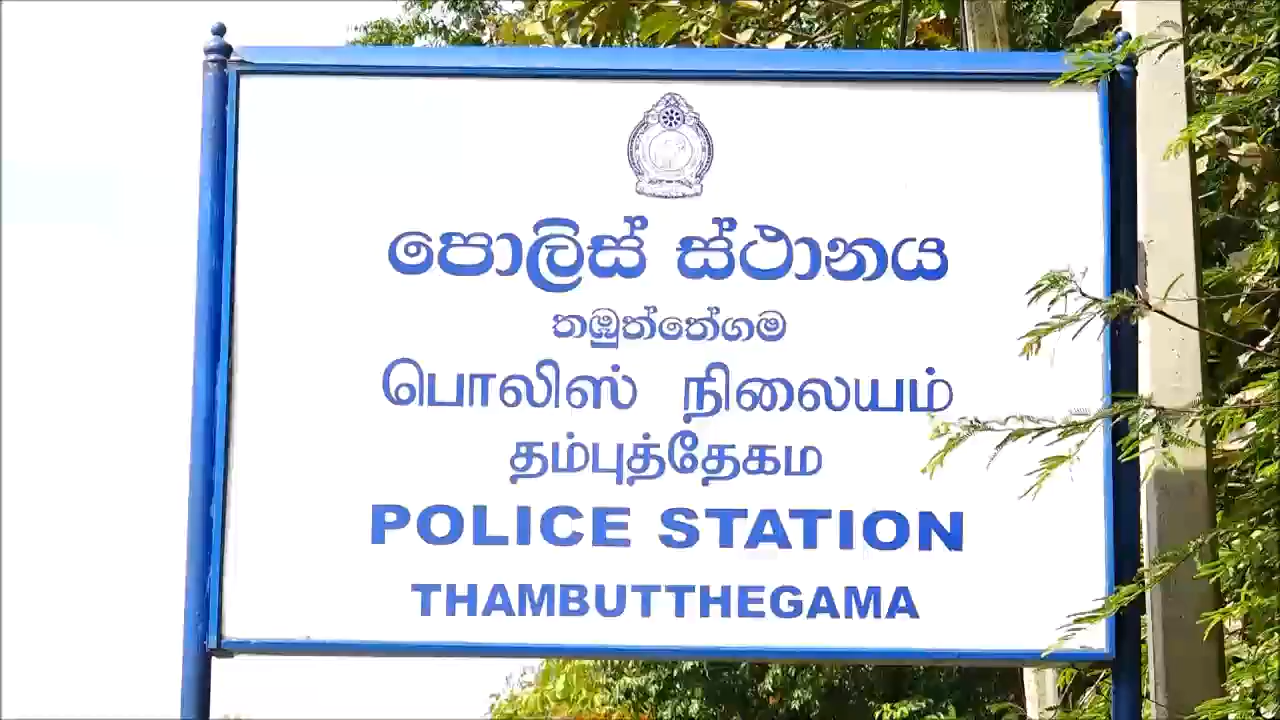 පොලිස් ස්ථානය
තඹුත්තේගම
பொலிஸ் நிலையம்
தம்புத்தேகம
POLICE STATION
THAMBUTTHEGAMA